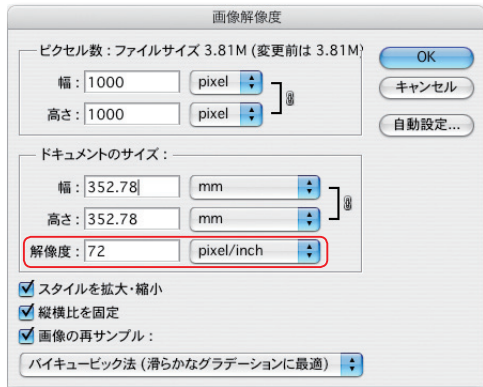 画像解像度
ピクセル数：ファイルサイズ 3.81M (変更前は 3.81M)
幅：1000 pixel
高さ：1000 pixel
OK
キャンセル
自動設定...
ドキュメントのサイズ：
幅：352.78 mm
高さ：352.78 mm
解像度：72 pixel/inch
スタイルを拡大・縮小
縦横比を固定
画像の再サンプル：
バイキュービック法 (滑らかなグラデーションに最適)